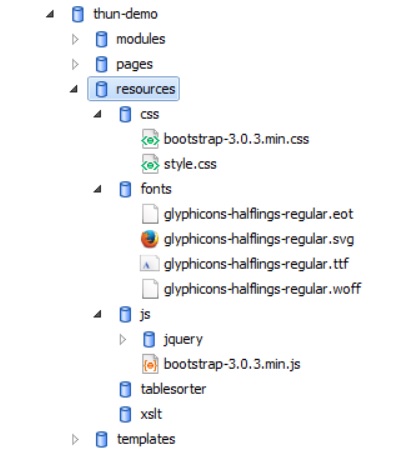 thun-demo
modules
pages
resources
css
bootstrap-3.0.3.min.css
style.css
fonts
glyphicons-halflings-regular.eot
glyphicons-halflings-regular.svg
glyphicons-halflings-regular.ttf
glyphicons-halflings-regular.woff
js
jquery
bootstrap-3.0.3.min.js
tablesorter
xslt
templates